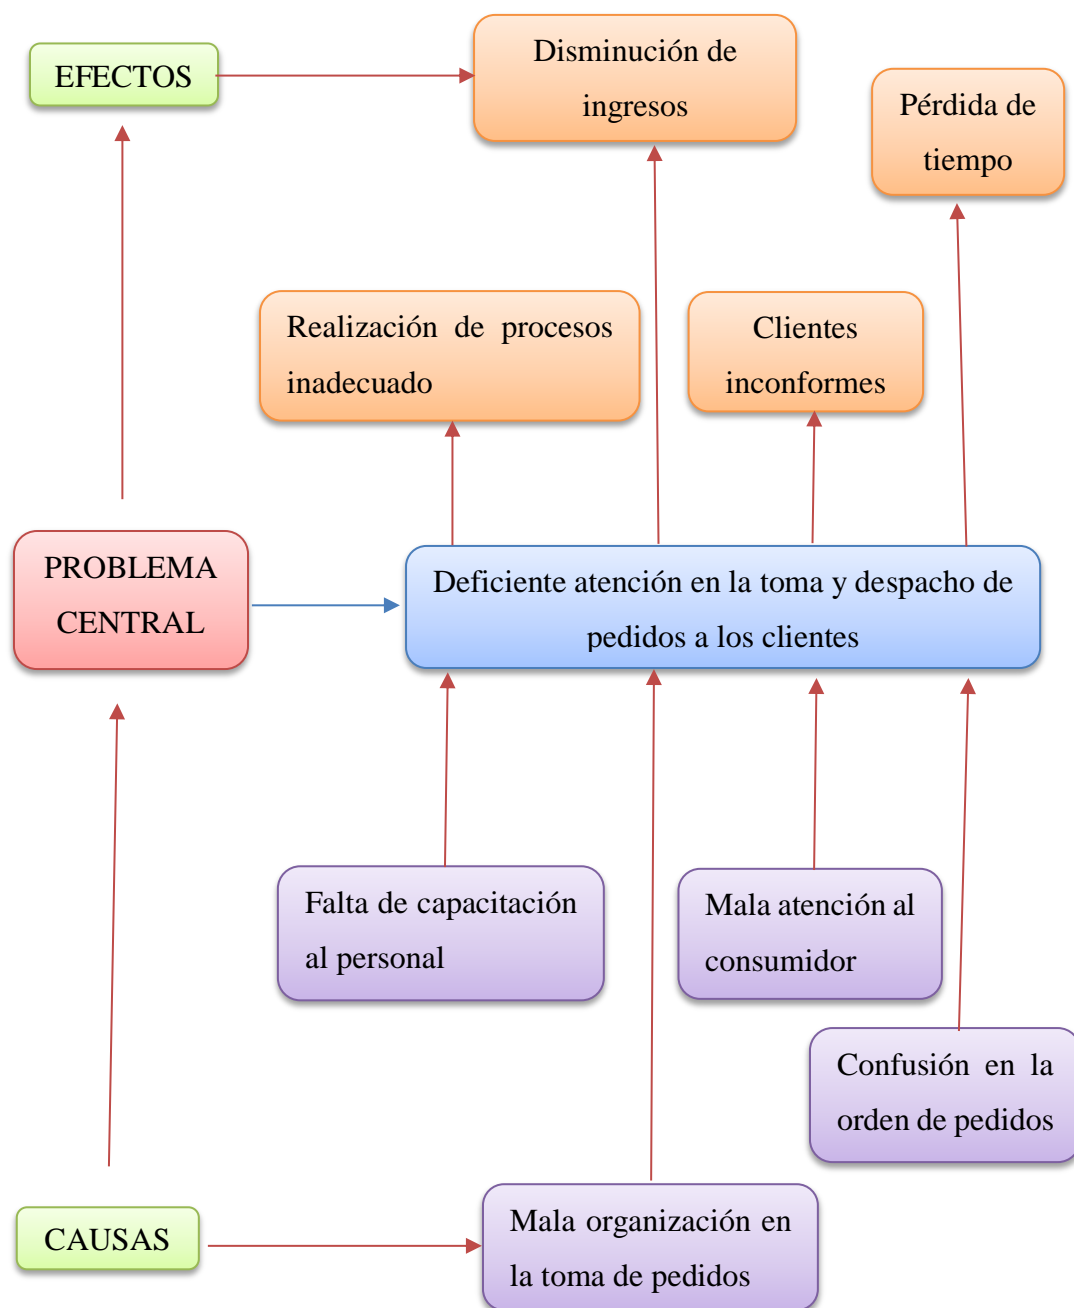 EFECTOS
Disminución de
ingresos
Pérdida de
tiempo
Realización de procesos
inadecuado
Clientes
inconformes
PROBLEMA
CENTRAL
Deficiente atención en la toma y despacho de
pedidos a los clientes
Falta de capacitación
al personal
Mala atención al
consumidor
Confusión en la
orden de pedidos
CAUSAS
Mala organización en
la toma de pedidos